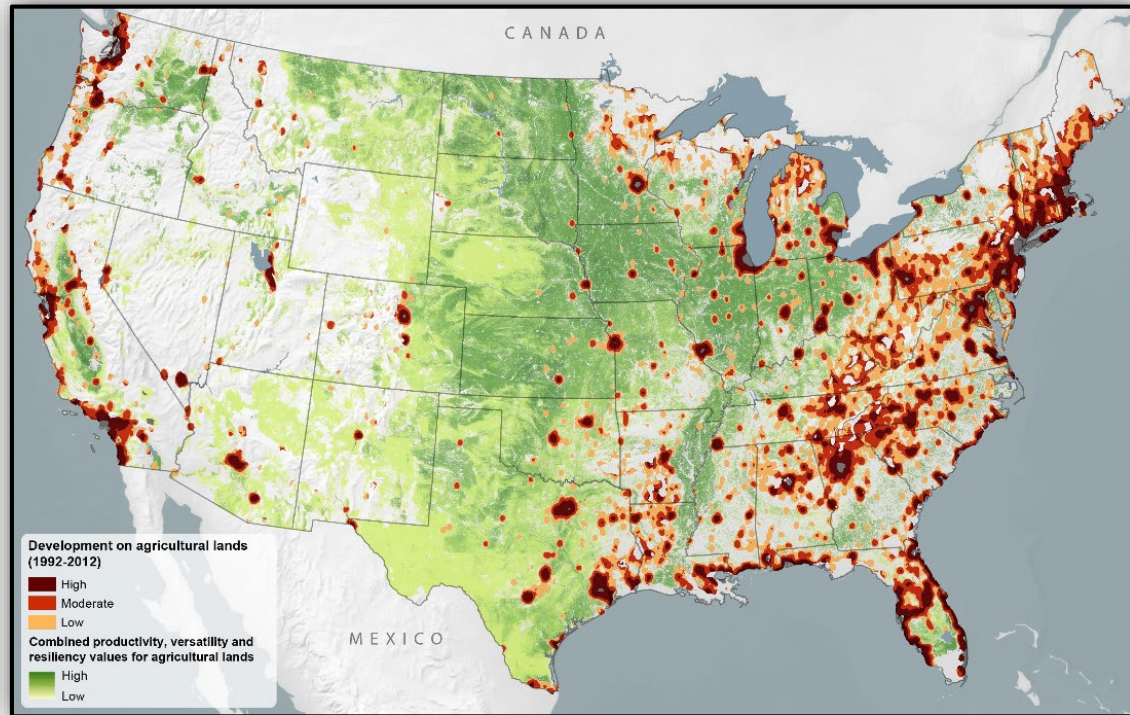 CANADA
MEXICO
Development on agricultural lands
(1992-2012)
High
Moderate
Low
Combined productivity, versatility and
resiliency values for agricultural lands
High
Low